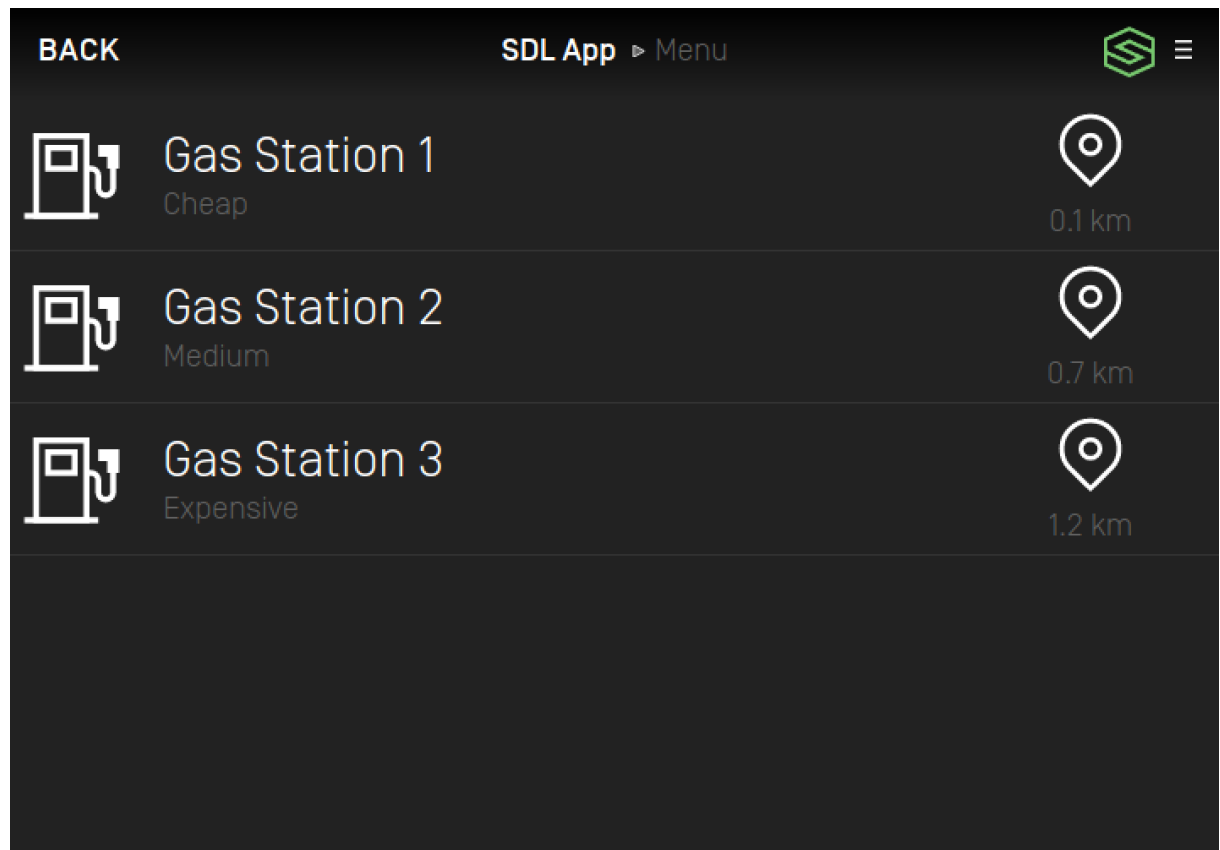 BACK
SDL App ▸ Menu
Gas Station 1
Cheap
0.1 km
Gas Station 2
Medium
0.7 km
Gas Station 3
Expensive
1.2 km